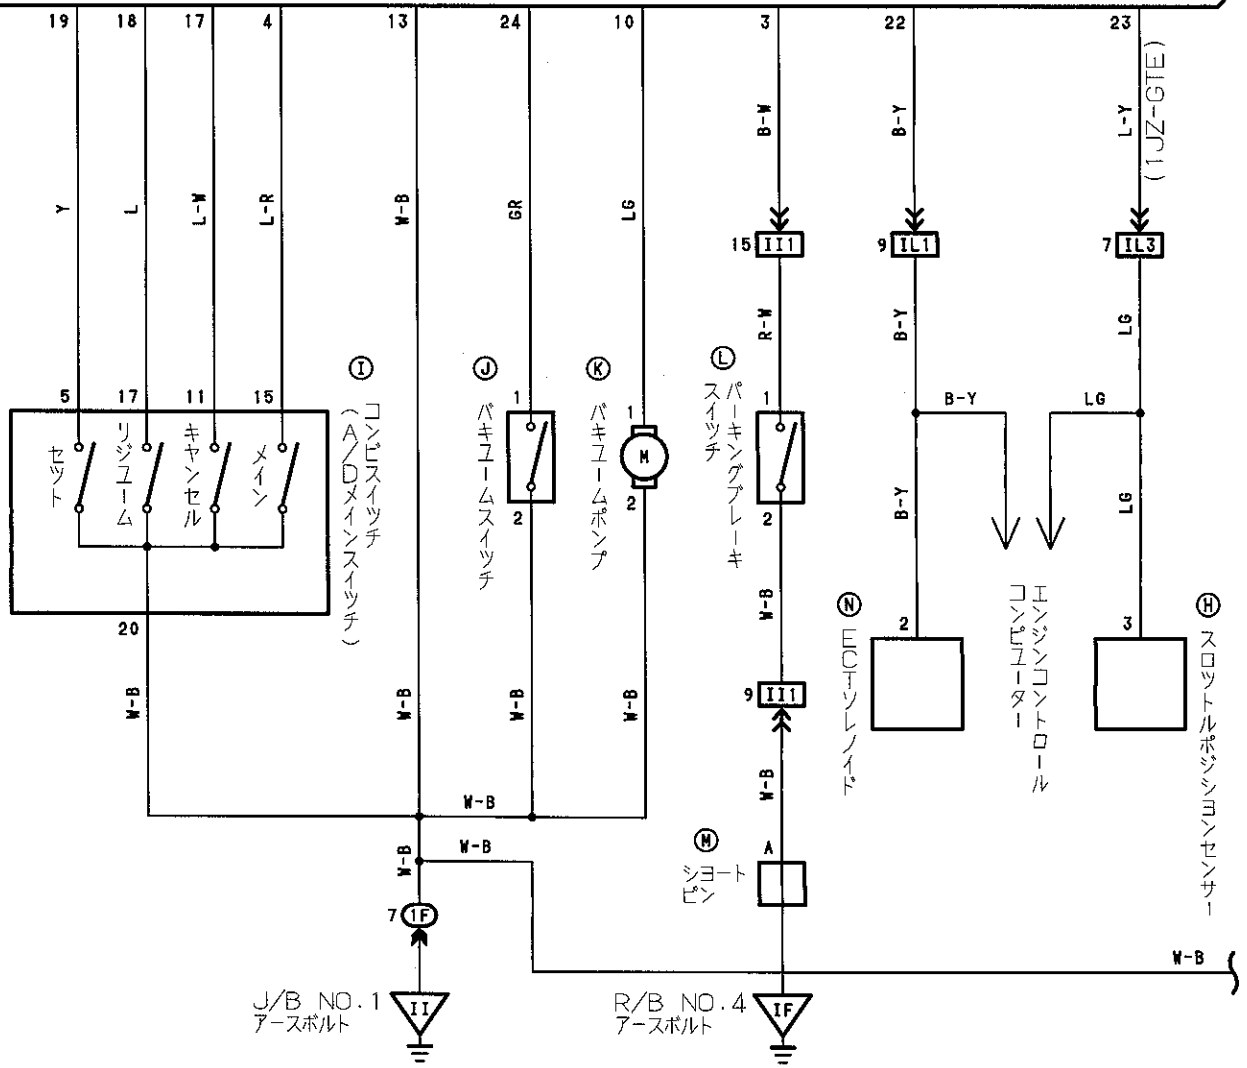 19 18 17 4 13 24 10 3 22 23
Y
L
L-W
L-R
W-B
GR
LG
B-W
B-Y
L-Y
(1JZ-GTE)
15 II1
9 IL1
7 IL3
R-W
B-Y
LG
5 17 11 15
セット
リジューム
キャンセル
メイン
20
I
コンビスイッチ
(A/Dメインスイッチ)
J
バキュームスイッチ
1
2
K
バキュームポンプ
1
M
2
L
パーキングブレーキ
スイッチ
1
2
B-Y
LG
B-Y
LG
エンジンコントロール
コンピューター
N
ECTソレノイド
2
H
スロットルポジションセンサー
3
W-B
W-B
W-B
W-B
W-B
9 II1
W-B
W-B
W-B
W-B
M
ショート
ピン
A
7 1F
W-B
J/B NO.1
アースボルト
II
R/B NO.4
アースボルト
IF